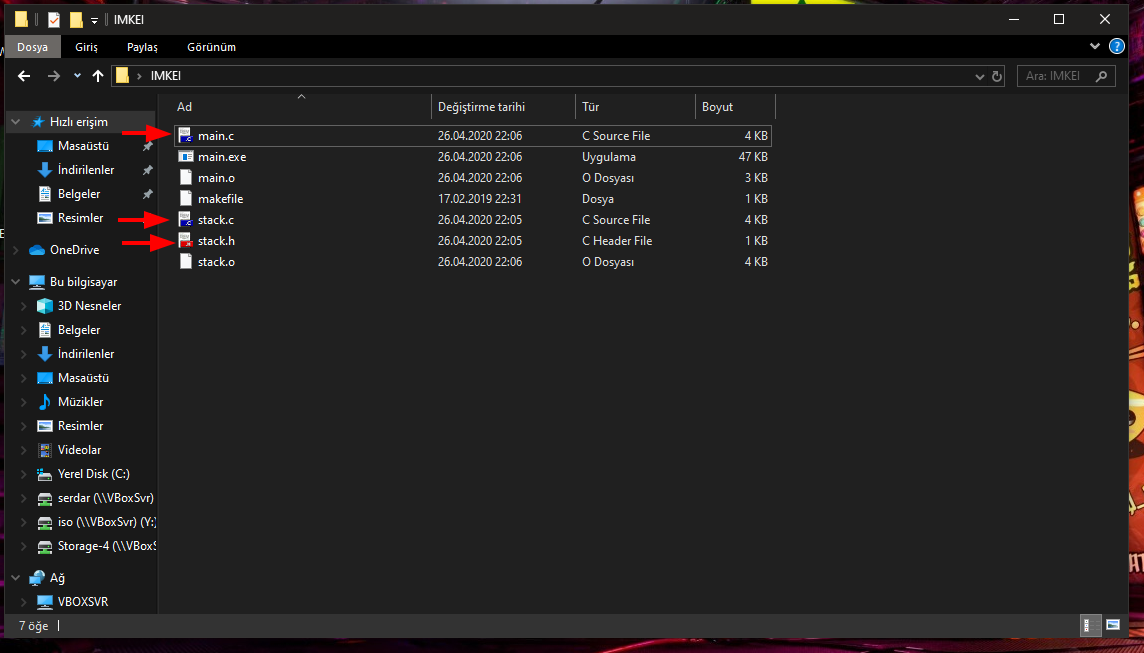 IMKEI
Dosya Giriş Paylaş Görünüm
IMKEI Ara: IMKEI
Ad Değiştirme tarihi Tür Boyut
Hızlı erişim
Masaüstü
İndirilenler
Belgeler
Resimler
OneDrive
Bu bilgisayar
3D Nesneler
Belgeler
İndirilenler
Masaüstü
Müzikler
Resimler
Videolar
Yerel Disk (C:)
serdar (\\VBoxSvr)
iso (\\VBoxSvr) (Y:)
Storage-4 (\\VBoxS
Ağ
VBOXSVR
main.c 26.04.2020 22:06 C Source File 4 KB
main.exe 26.04.2020 22:06 Uygulama 47 KB
main.o 26.04.2020 22:06 O Dosyası 3 KB
makefile 17.02.2019 22:31 Dosya 1 KB
stack.c 26.04.2020 22:05 C Source File 4 KB
stack.h 26.04.2020 22:05 C Header File 1 KB
stack.o 26.04.2020 22:06 O Dosyası 4 KB
7 öğe